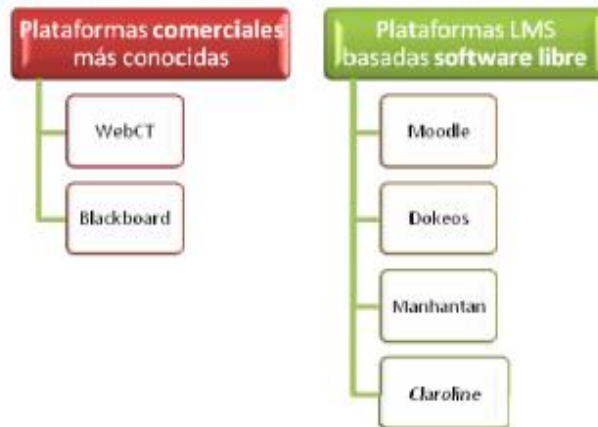 Plataformas comerciales
más conocidas
WebCT
Blackboard
Plataformas LMS
basadas software libre
Moodle
Dokeos
Manhantan
Claroline